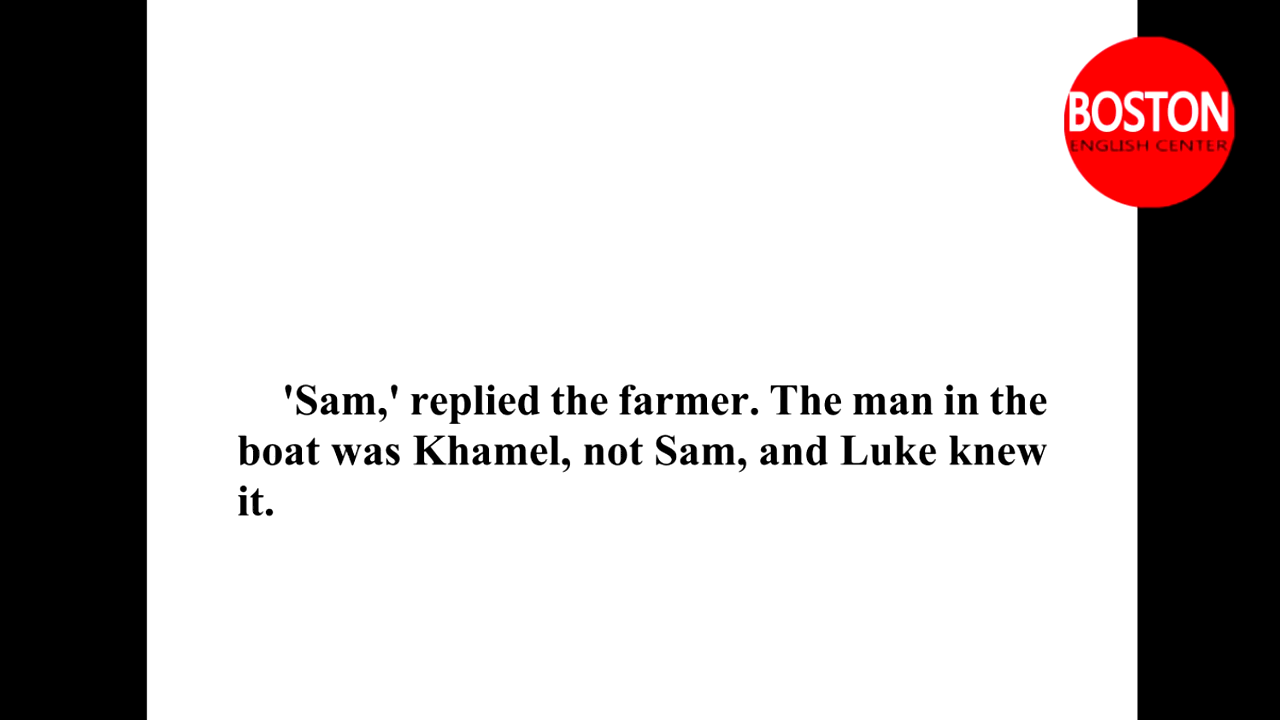 BOSTON
ENGLISH CENTER
'Sam,' replied the farmer. The man in the
boat was Khamel, not Sam, and Luke knew
it.